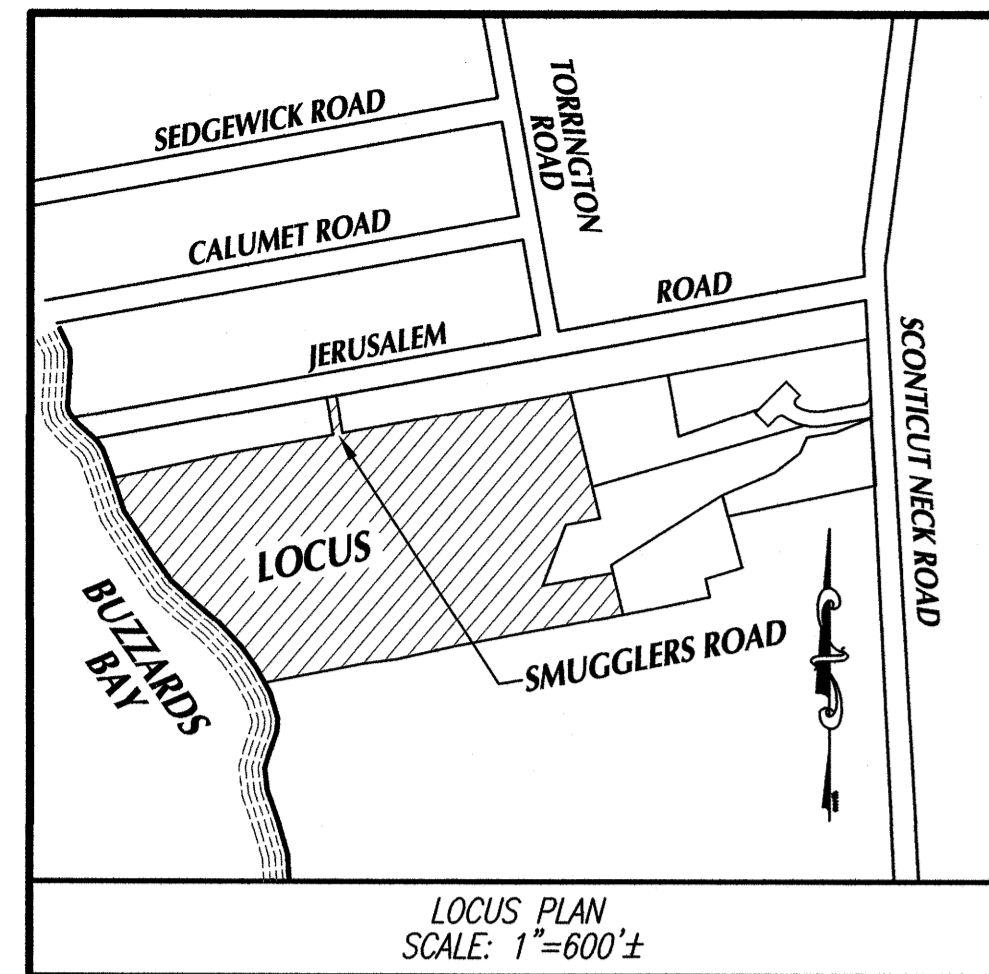 SEDGEWICK ROAD
TORRINGTON
ROAD
CALUMET ROAD
JERUSALEM
ROAD
SCONTICUT NECK ROAD
LOCUS
BUZZARDS
BAY
SMUGGLERS ROAD
LOCUS PLAN
SCALE: 1"=600'±